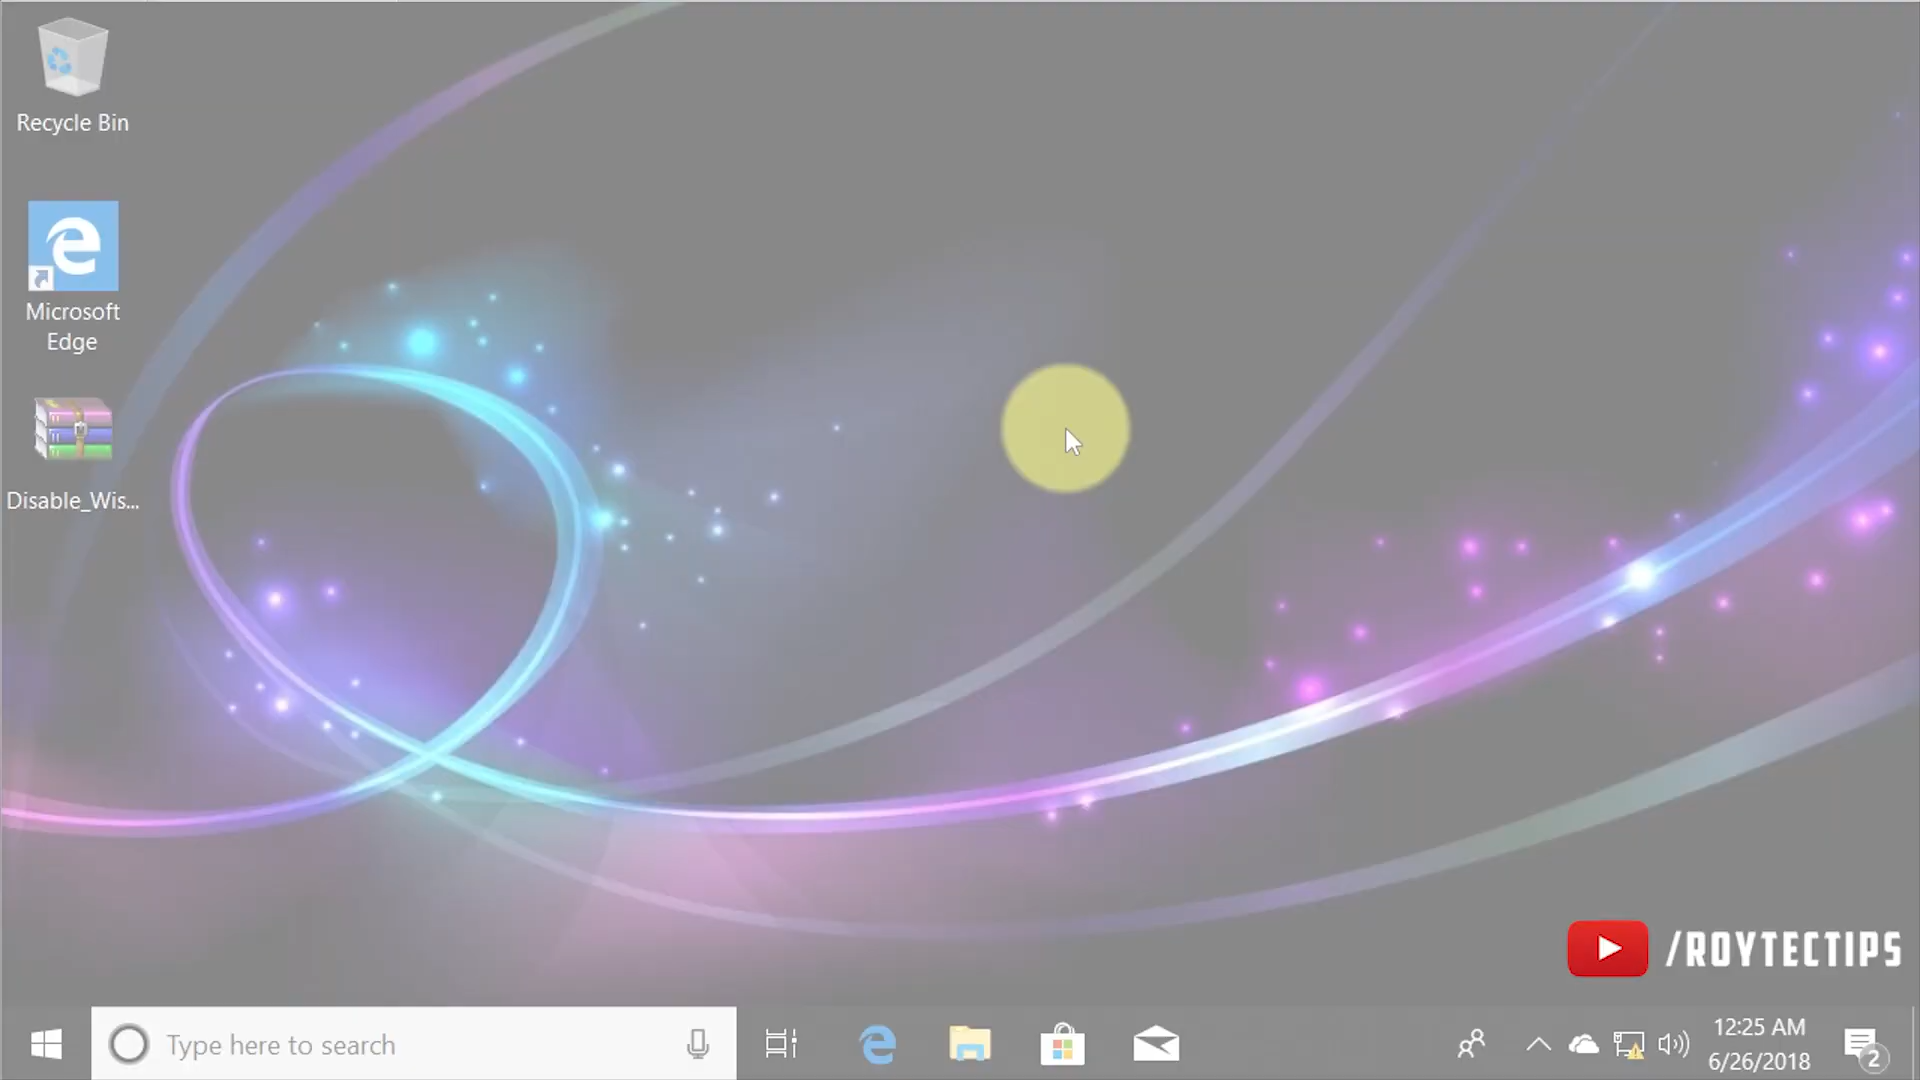 Recycle Bin
Microsoft
Edge
Disable_Wis...
/ROYTECTIPS
Type here to search
12:25 AM
6/26/2018
2